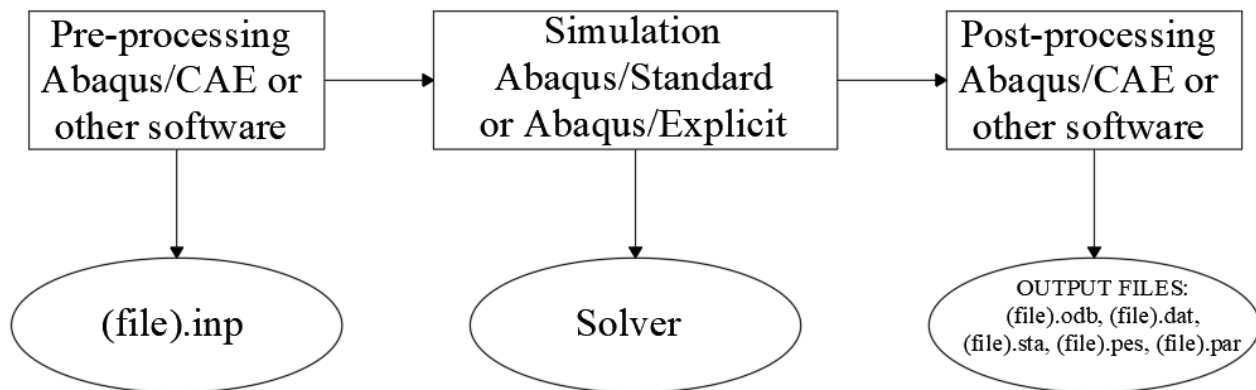 Pre-processing
Abaqus/CAE or
other software
Simulation
Abaqus/Standard
or Abaqus/Explicit
Post-processing
Abaqus/CAE or
other software
(file).inp
Solver
OUTPUT FILES:
(file).odb, (file).dat,
(file).sta, (file).pes, (file).par